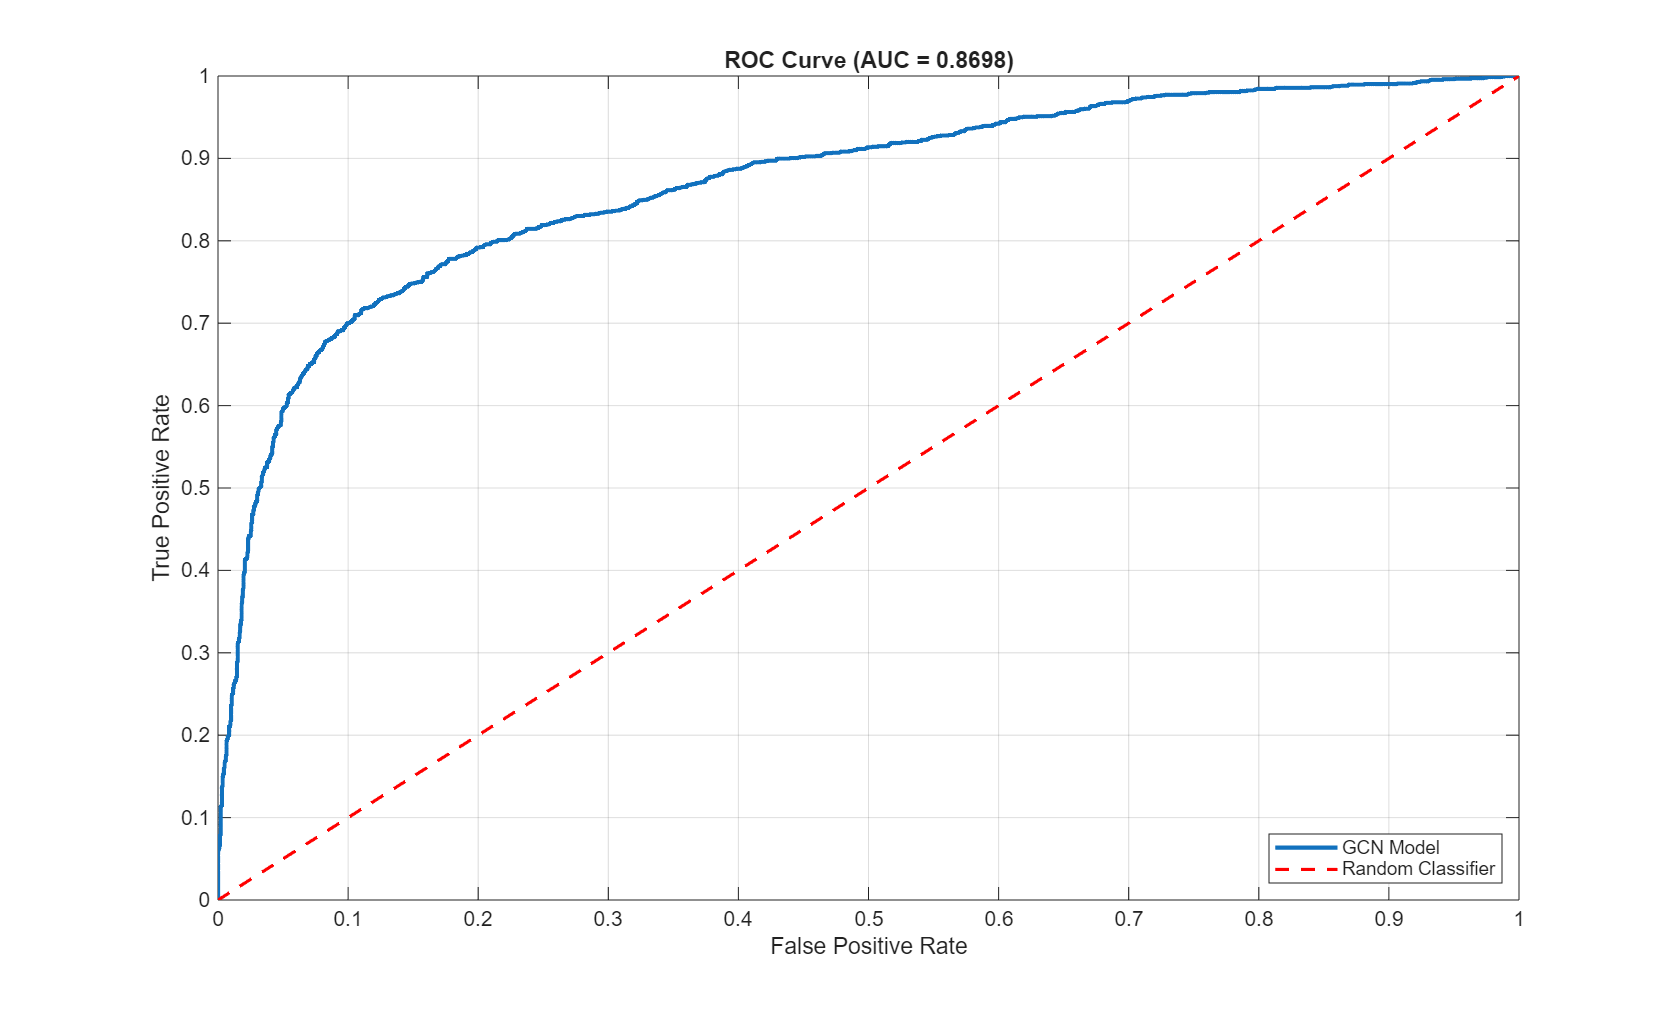 ROC Curve (AUC = 0.8698)
1
0.9
0.8
0.7
0.6
0.5
0.4
0.3
0.2
0.1
0
True Positive Rate
GCN Model
Random Classifier
0 0.1 0.2 0.3 0.4 0.5 0.6 0.7 0.8 0.9 1
False Positive Rate